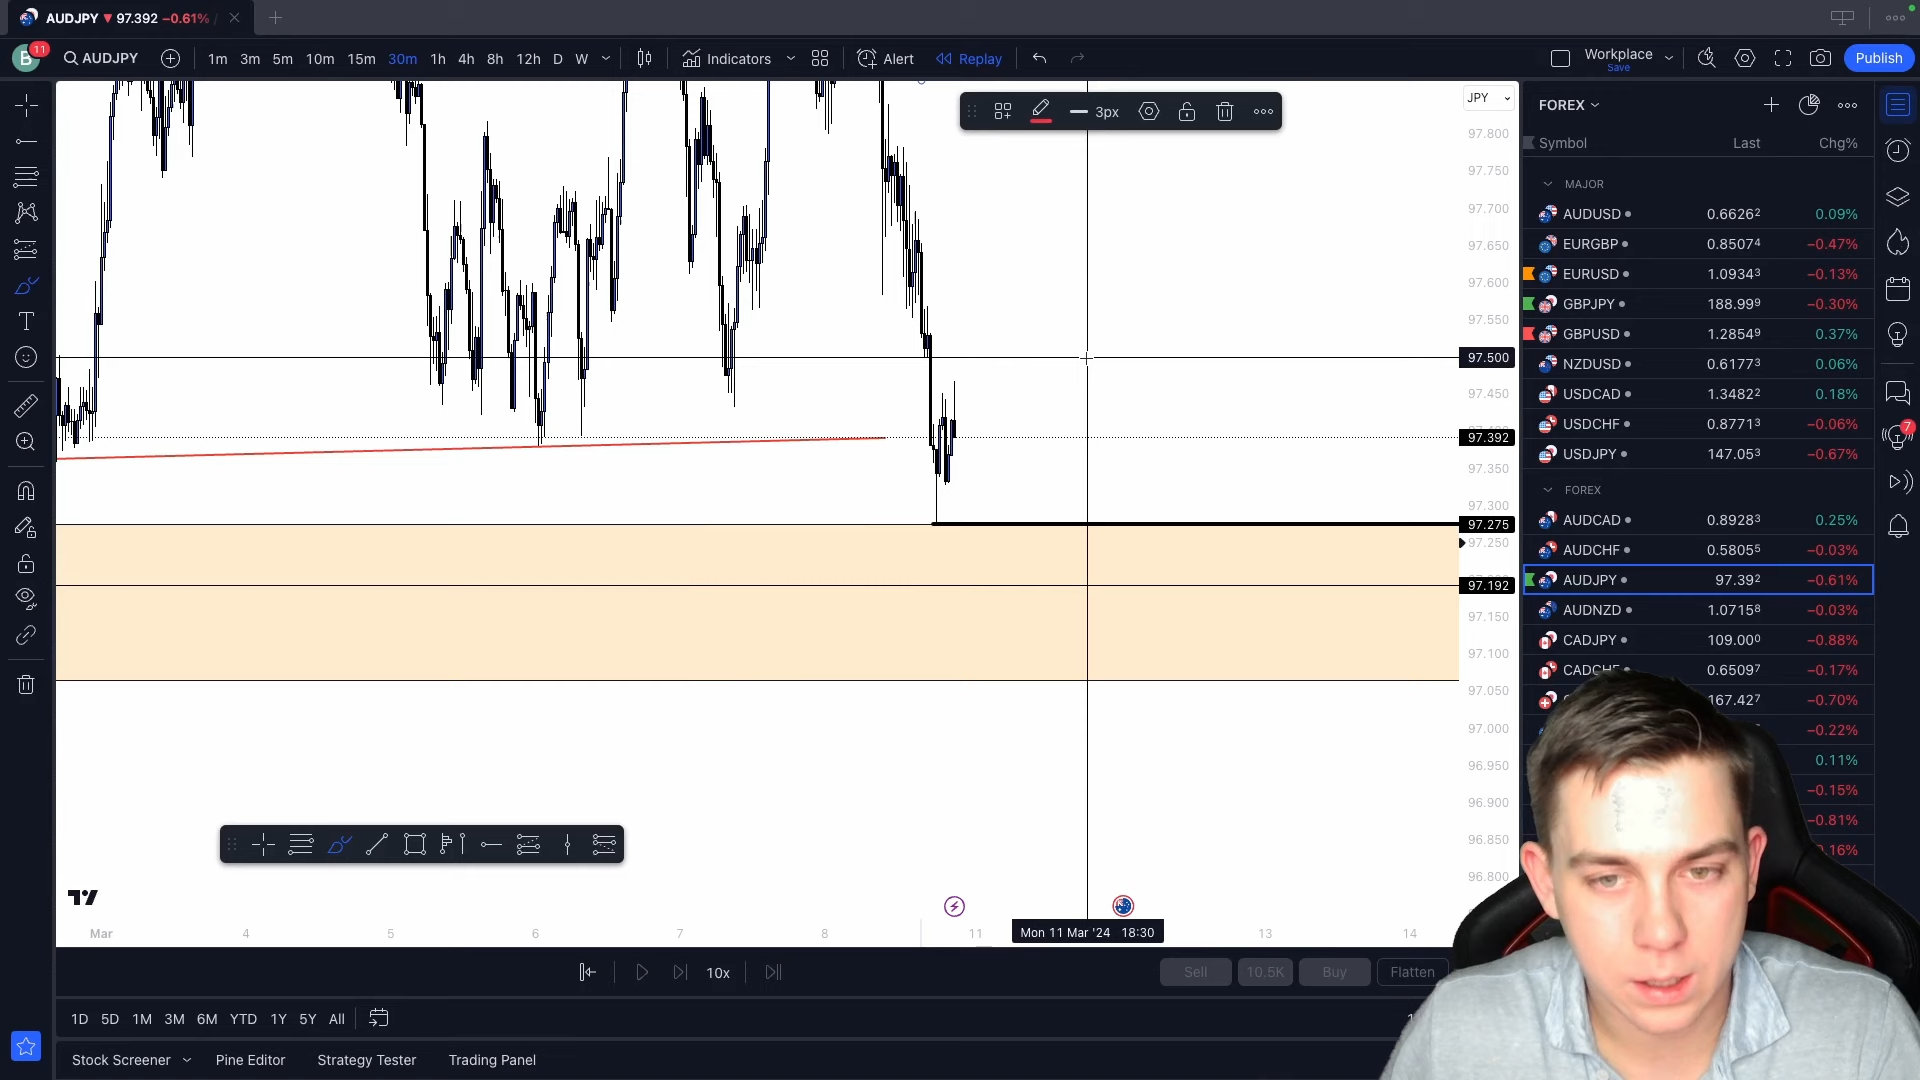 AUDJPY ▼ 97.392 −0.61% /
B 11 AUDJPY 1m 3m 5m 10m 15m 30m 1h 4h 8h 12h D W Indicators Alert Replay Workplace Save Publish
3px
JPY
97.800
97.750
97.700
97.650
97.600
97.550
97.500
97.450
97.392
97.350
97.300
97.275
97.250
97.192
97.150
97.100
97.050
97.000
96.950
96.900
96.850
96.800
FOREX
Symbol Last Chg%
MAJOR
AUDUSD 0.66262 0.09%
EURGBP 0.85074 −0.47%
EURUSD 1.09343 −0.13%
GBPJPY 188.999 −0.30%
GBPUSD 1.28549 0.37%
NZDUSD 0.61773 0.06%
USDCAD 1.34822 0.18%
USDCHF 0.87713 −0.06%
USDJPY 147.053 −0.67%
FOREX
AUDCAD 0.89283 0.25%
AUDCHF 0.58055 −0.03%
AUDJPY 97.392 −0.61%
AUDNZD 1.07158 −0.03%
CADJPY 109.000 −0.88%
CADCHF 0.65097 −0.17%
167.427 −0.70%
−0.22%
0.11%
−0.15%
−0.81%
0.16%
7
Mar 4 5 6 7 8 11 Mon 11 Mar '24 18:30 13 14
10x Sell 10.5K Buy Flatten
1D 5D 1M 3M 6M YTD 1Y 5Y All
Stock Screener Pine Editor Strategy Tester Trading Panel